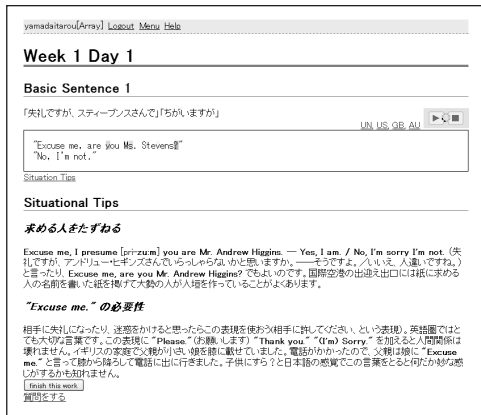 yamadaitarou[Array] Logout Menu Help
Week 1 Day 1
Basic Sentence 1
「失礼ですが、スティーブンスさんで」「ちがいますが」
UN, US, GB, AU
"Excuse me, are you Ms. Stevens?"
"No, I'm not."
Situation Tips
Situational Tips
求める人をたずねる
Excuse me, I presume [pri-zu:m] you are Mr. Andrew Higgins. — Yes, I am. / No, I'm sorry I'm not. (失
礼ですが、アンドリュー・ヒギンズさんでいらっしゃらないかと思いますか。——そうですよ。／いいえ、人違いですね。)
と言ったり、Excuse me, are you Mr. Andrew Higgins? でもよいのです。国際空港の出迎え出口には紙に求める
人の名前を書いた紙を掲げて大勢の人が人垣を作っていることがよくあります。
"Excuse me." の必要性
相手に失礼になったり、迷惑をかけると思ったらこの表現を使おう(相手に許してください、という表現)。英語圏ではと
ても大切な言葉です。この表現に "Please."(お願いします) "Thank you." "(I'm) Sorry." を加えると人間関係は
壊れません。イギリスの家庭で父親が小さい娘を膝に載せていました。電話がかかったので、父親は娘に "Excuse
me." と言って膝から降ろして電話に出に行きました。子供にすら？と日本語の感覚でこの言葉をとると何だか妙な感
じがするかも知れません。
finish this work
質問をする